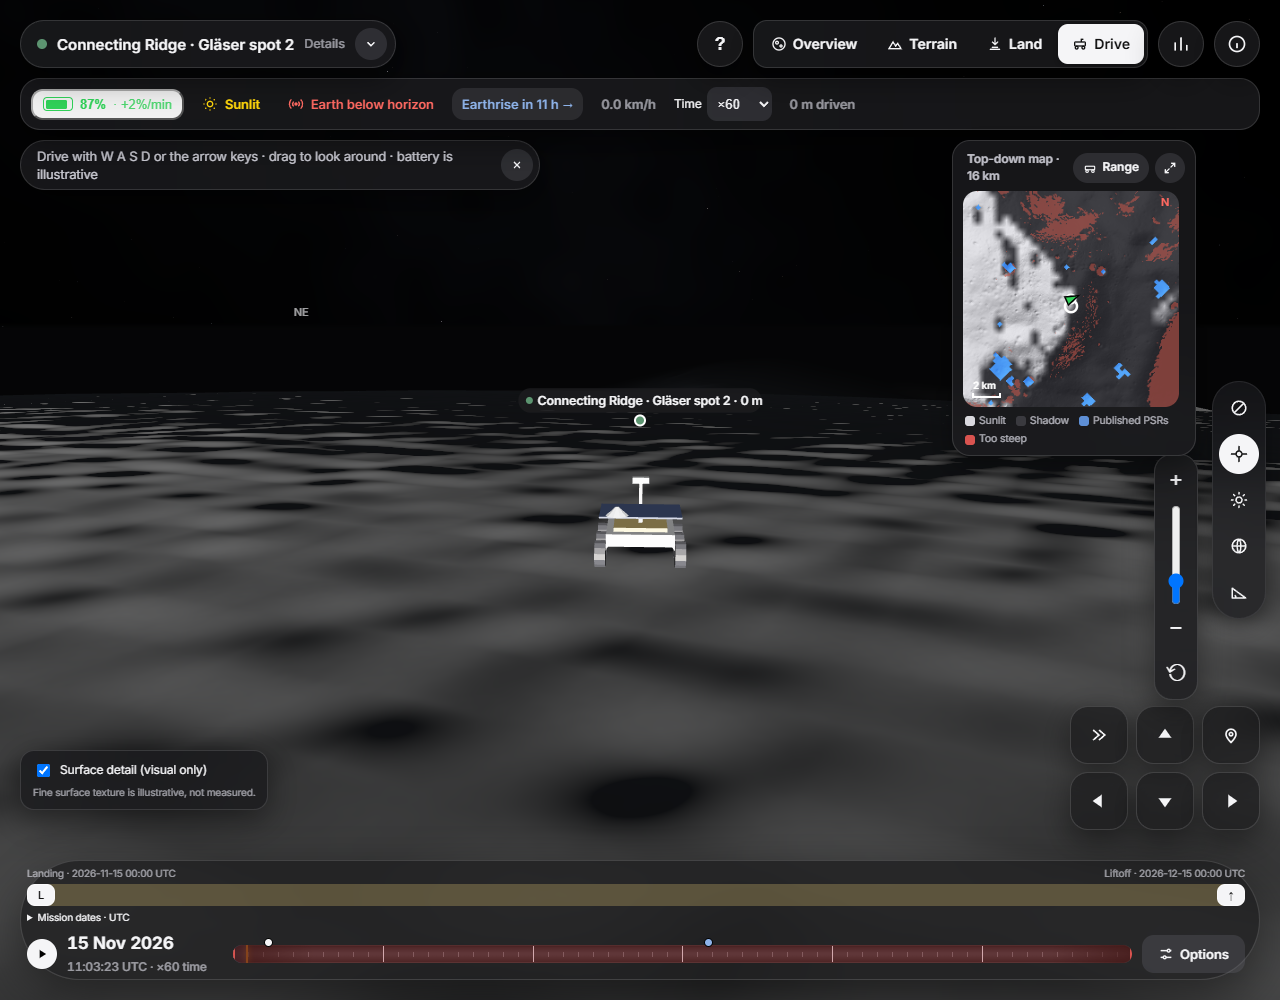 Connecting Ridge · Gläser spot 2 Details
? Overview Terrain Land Drive
87% · +2%/min Sunlit Earth below horizon Earthrise in 11 h → 0.0 km/h Time ×60 0 m driven
Drive with W A S D or the arrow keys · drag to look around · battery is
illustrative
Top-down map ·
16 km
Range
N
2 km
Sunlit Shadow Published PSRs
Too steep
NE
Connecting Ridge · Gläser spot 2 · 0 m
Surface detail (visual only)
Fine surface texture is illustrative, not measured.
Landing · 2026-11-15 00:00 UTC Liftoff · 2026-12-15 00:00 UTC
L ↑
Mission dates · UTC
15 Nov 2026
11:03:23 UTC · ×60 time
Options